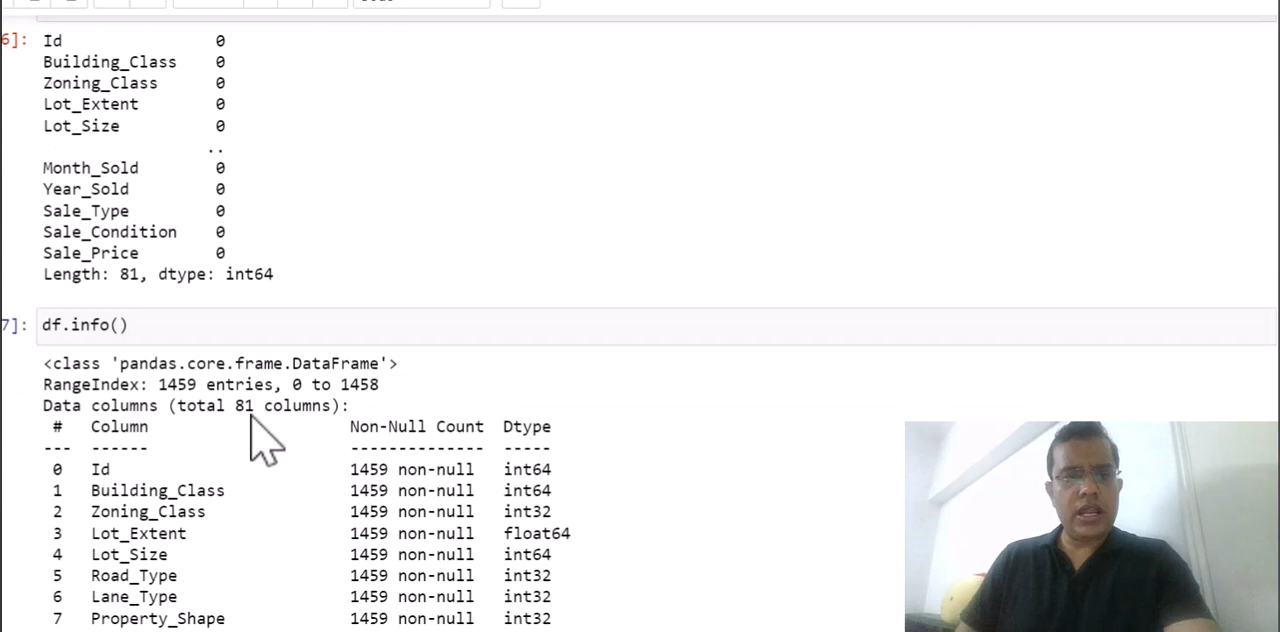 6]: Id 0
Building_Class 0
Zoning_Class 0
Lot_Extent 0
Lot_Size 0
..
Month_Sold 0
Year_Sold 0
Sale_Type 0
Sale_Condition 0
Sale_Price 0
Length: 81, dtype: int64
7]: df.info()
<class 'pandas.core.frame.DataFrame'>
RangeIndex: 1459 entries, 0 to 1458
Data columns (total 81 columns):
# Column Non-Null Count Dtype
--- ------ -------------- -----
0 Id 1459 non-null int64
1 Building_Class 1459 non-null int64
2 Zoning_Class 1459 non-null int32
3 Lot_Extent 1459 non-null float64
4 Lot_Size 1459 non-null int64
5 Road_Type 1459 non-null int32
6 Lane_Type 1459 non-null int32
7 Property_Shape 1459 non-null int32